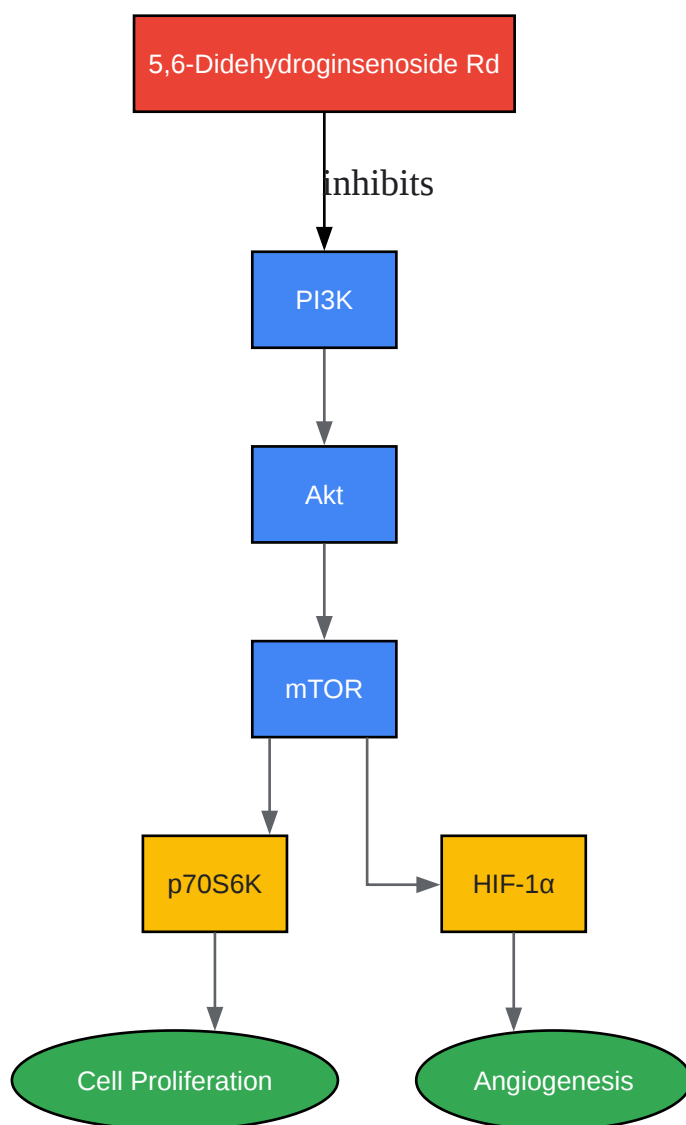 5,6-Didehydroginsenoside Rd
inhibits
PI3K
Akt
mTOR
p70S6K
HIF-1α
Cell Proliferation
Angiogenesis